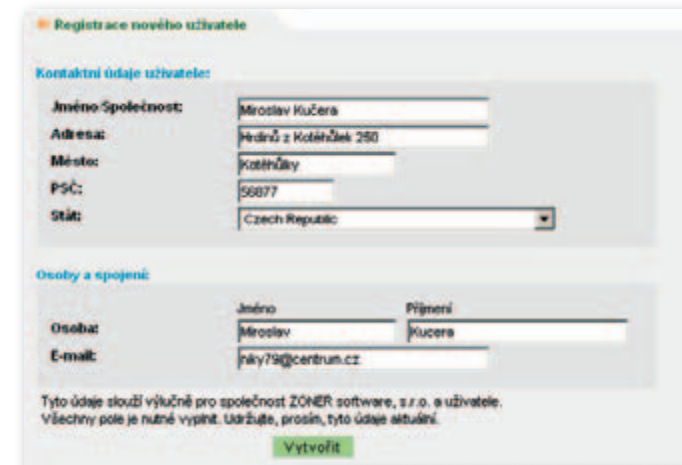 Registrace nového uživatele
Kontaktní údaje uživatele:
Jméno/Společnost: Miroslav Kučera
Adresa: Hrdinů z Kotěhůlek 250
Město: Kotěhůlky
PSČ: 56877
Stát: Czech Republic
Osoby a spojení:
Jméno Příjmení
Osoba: Miroslav Kucera
E-mail: nky79@centrum.cz
Tyto údaje slouží výlučně pro společnost ZONER software, s.r.o. a uživatele.
Všechny pole je nutné vyplnit. Udržujte, prosím, tyto údaje aktuální.
Vytvořit